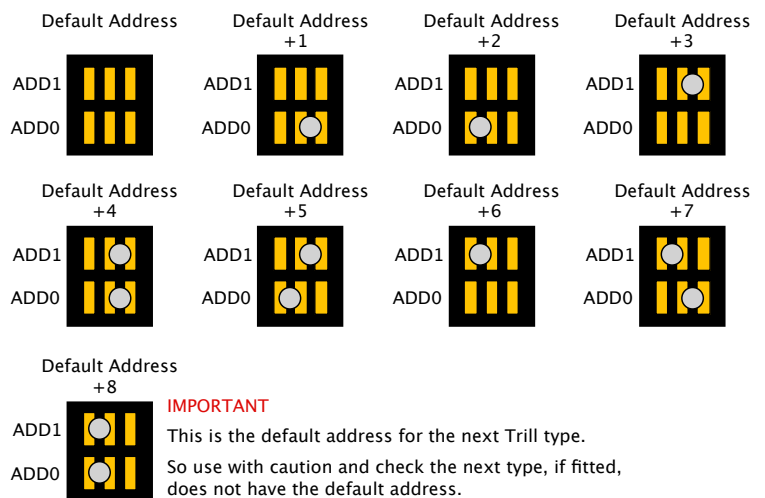 Default Address
Default Address
+1
Default Address
+2
Default Address
+3
ADD1
ADD0
ADD1
ADD0
ADD1
ADD0
ADD1
ADD0
Default Address
+4
Default Address
+5
Default Address
+6
Default Address
+7
ADD1
ADD0
ADD1
ADD0
ADD1
ADD0
ADD1
ADD0
Default Address
+8
ADD1
ADD0
IMPORTANT
This is the default address for the next Trill type.
So use with caution and check the next type, if fitted,
does not have the default address.